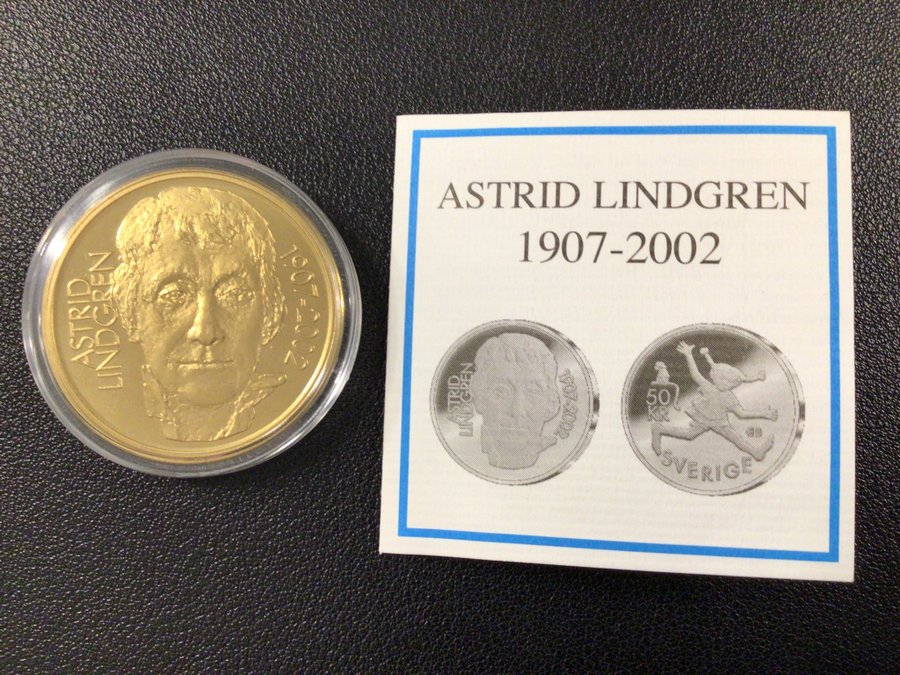 ASTRID
LINDGREN
1907-2002
ASTRID LINDGREN
1907-2002
ASTRID
LINDGREN
1907-2002
50
KR
SVERIGE